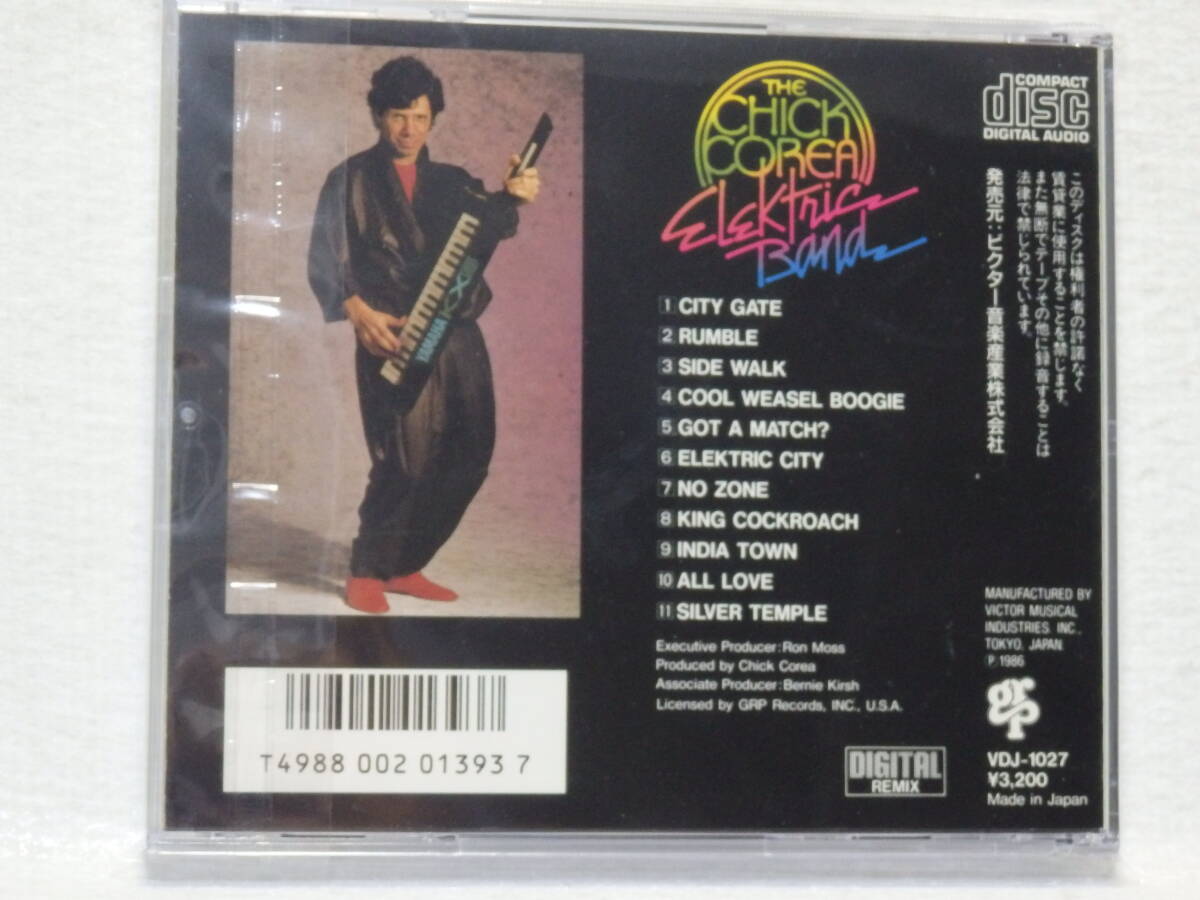 THE
CHICK
COREA
Elektric
Band
YAMAHA KX5
1 CITY GATE
2 RUMBLE
3 SIDE WALK
4 COOL WEASEL BOOGIE
5 GOT A MATCH?
6 ELEKTRIC CITY
7 NO ZONE
8 KING COCKROACH
9 INDIA TOWN
10 ALL LOVE
11 SILVER TEMPLE
Executive Producer:Ron Moss
Produced by Chick Corea
Associate Producer:Bernie Kirsh
Licensed by GRP Records, INC., U.S.A.
DIGITAL
REMIX
T4988 002 01393 7
COMPACT
disc
DIGITAL AUDIO
このディスクは権利者の許諾なく
賃貸業に使用することを禁じます。
また無断でテープその他に録音することは
法律で禁じられています。
発売元:ビクター音楽産業株式会社
MANUFACTURED BY
VICTOR MUSICAL
INDUSTRIES. INC.,
TOKYO, JAPAN
℗1986
grp
VDJ-1027
¥3,200
Made in Japan